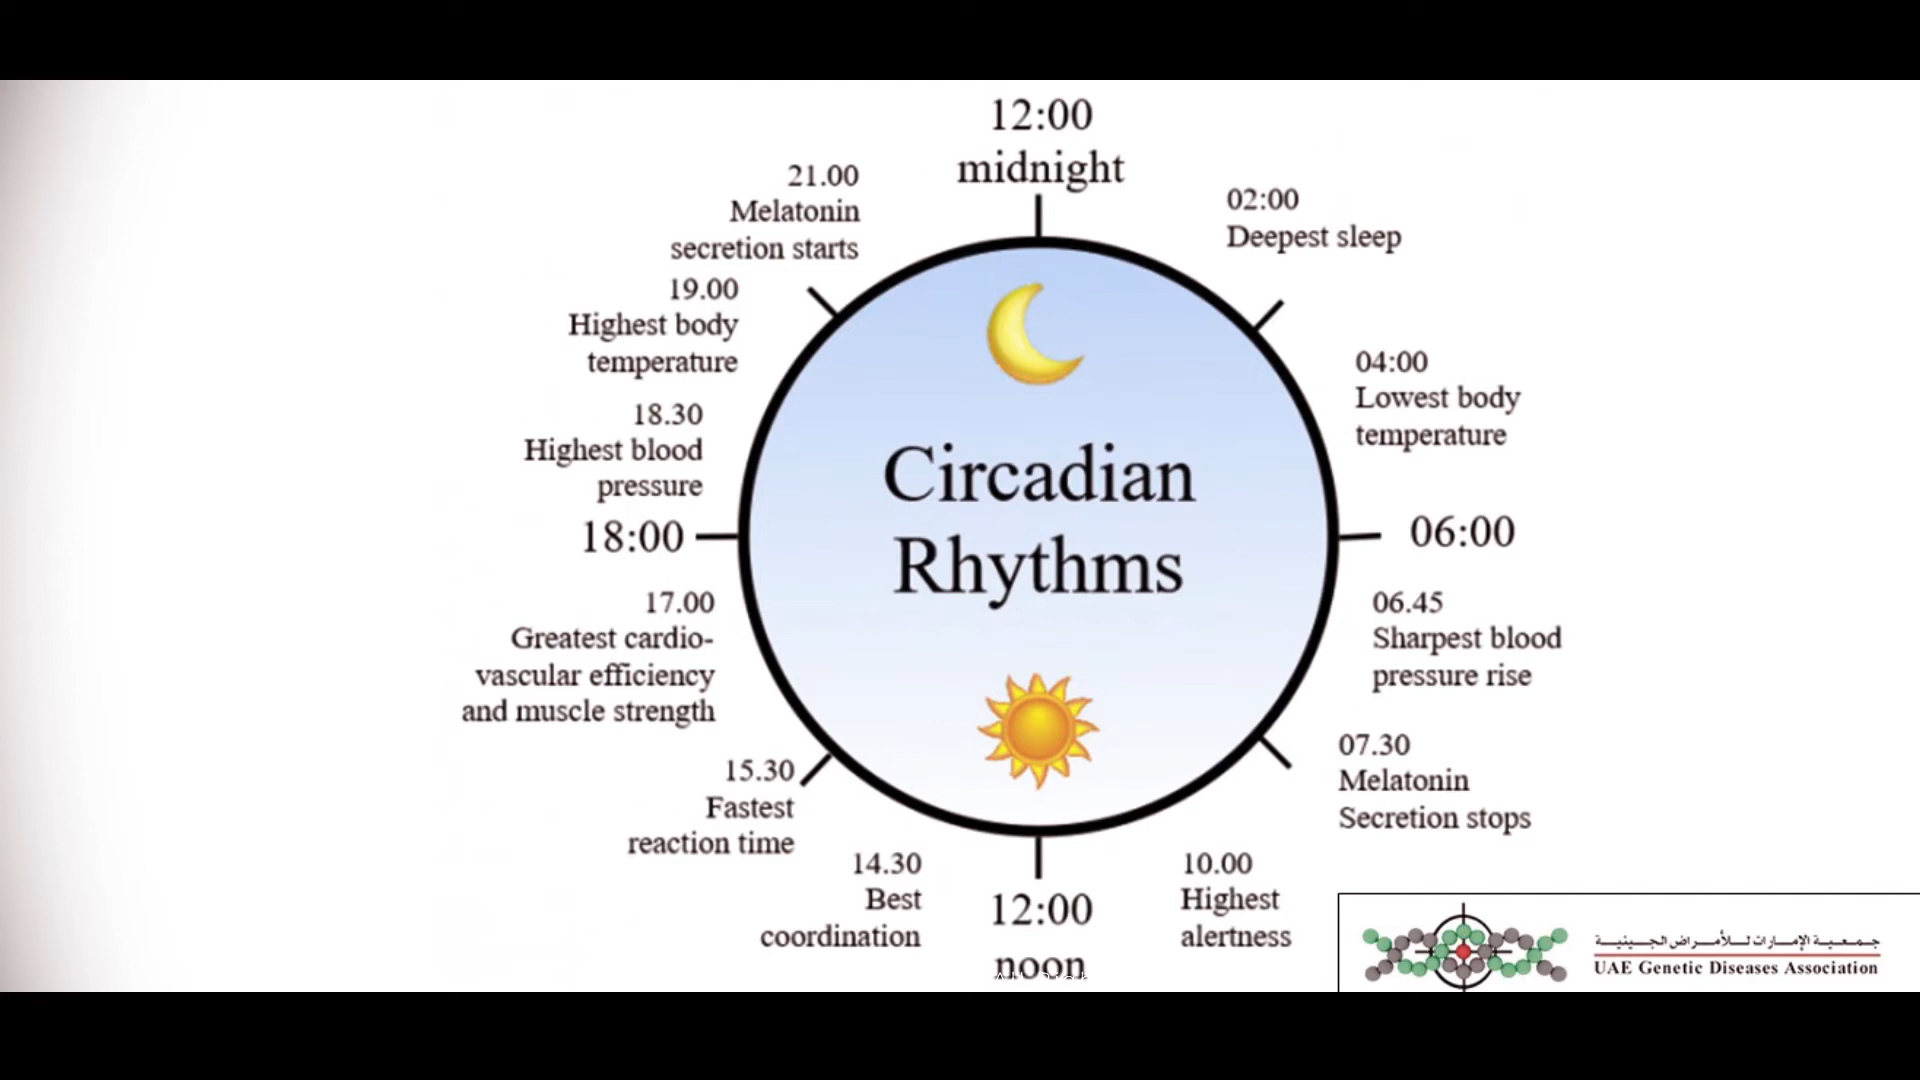 12:00
midnight
02:00
Deepest sleep
04:00
Lowest body
temperature
06:00
06.45
Sharpest blood
pressure rise
07.30
Melatonin
Secretion stops
10.00
Highest
alertness
12:00
noon
14.30
Best
coordination
15.30
Fastest
reaction time
17.00
Greatest cardio-
vascular efficiency
and muscle strength
18:00
18.30
Highest blood
pressure
19.00
Highest body
temperature
21.00
Melatonin
secretion starts
Circadian
Rhythms
جمعية الإمارات للأمراض الجينية
UAE Genetic Diseases Association